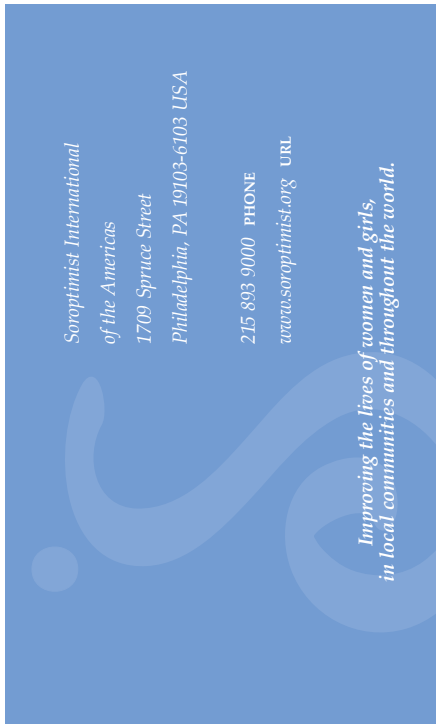 Soroptimist International
of the Americas
1709 Spruce Street
Philadelphia, PA 19103-6103 USA
215 893 9000 PHONE
www.soroptimist.org URL
Improving the lives of women and girls,
in local communities and throughout the world.